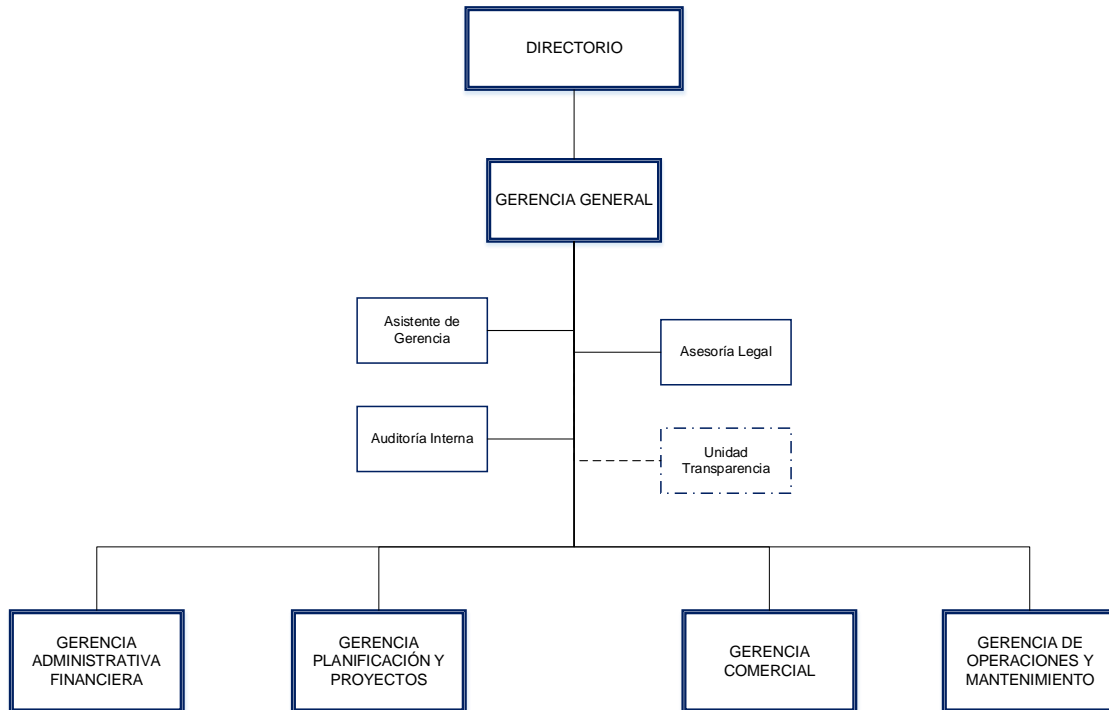 DIRECTORIO
GERENCIA GENERAL
Asistente de
Gerencia
Asesoría Legal
Auditoría Interna
Unidad
Transparencia
GERENCIA
ADMINISTRATIVA
FINANCIERA
GERENCIA
PLANIFICACIÓN Y
PROYECTOS
GERENCIA
COMERCIAL
GERENCIA DE
OPERACIONES Y
MANTENIMIENTO